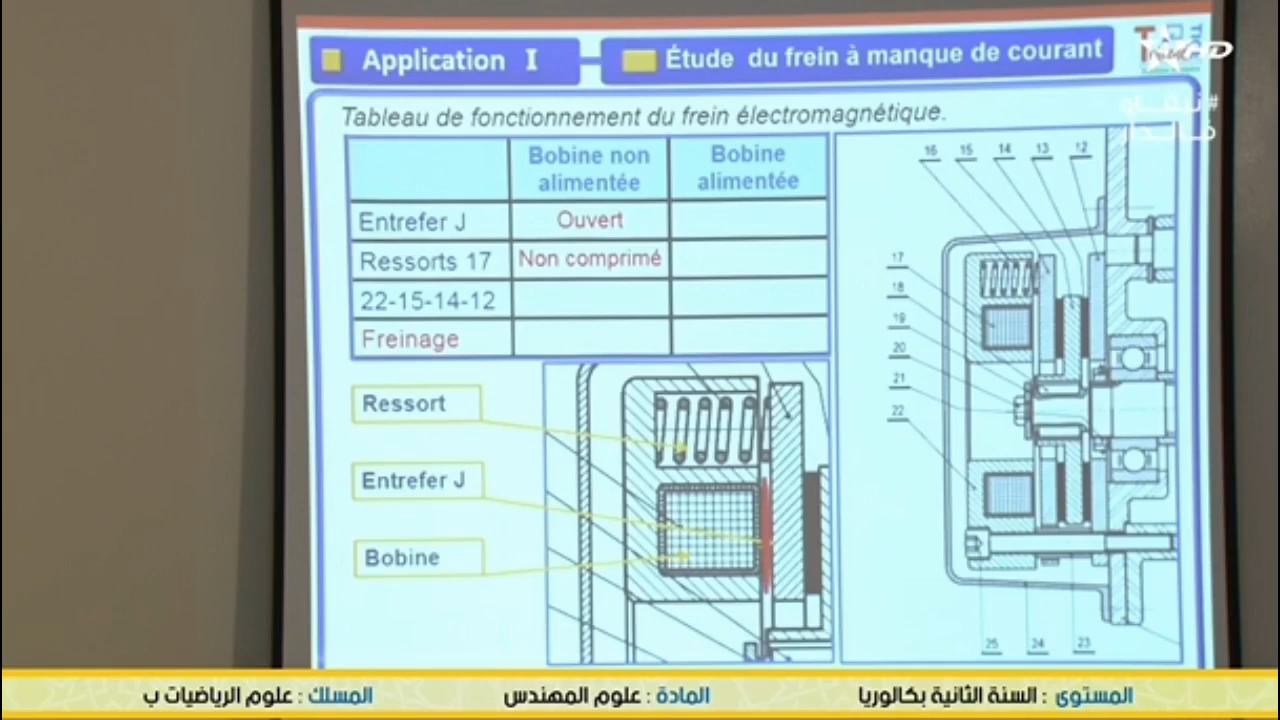 Application I
Étude du frein à manque de courant
#نبقاو
فالدار
Tableau de fonctionnement du frein électromagnétique.
Bobine non alimentée
Bobine alimentée
Entrefer J
Ouvert
Ressorts 17
Non comprimé
22-15-14-12
Freinage
Ressort
Entrefer J
Bobine
16 15 14 13 12
17
18
19
20
21
22
25 24 23
المستوى : السنة الثانية بكالوريا
المادة : علوم المهندس
المسلك : علوم الرياضيات ب